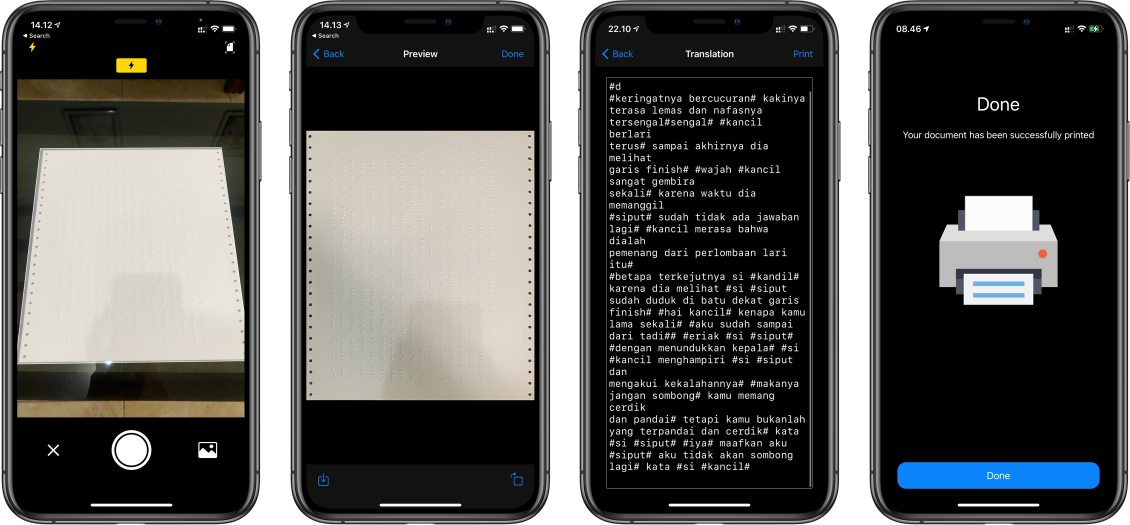 14.12
◀ Search
14.13
◀ Search
Back
Preview
Done
22.10
Back
Translation
Print
#d
#keringatnya bercucuran# kakinya
terasa lemas dan nafasnya
tersengal#sengal# #kancil
berlari
terus# sampai akhirnya dia
melihat
garis finish# #wajah #kancil
sangat gembira
sekali# karena waktu dia
memanggil
#siput# sudah tidak ada jawaban
lagi# #kancil merasa bahwa
dialah
pemenang dari perlombaan lari
itu#
#betapa terkejutnya si #kandil#
karena dia melihat #si #siput
sudah duduk di batu dekat garis
finish# #hai kancil# kenapa kamu
lama sekali# #aku sudah sampai
dari tadi## #eriak #si #siput#
#dengan menundukkan kepala# #si
#kancil menghampiri #si #siput
dan
mengakui kekalahannya# #makanya
jangan sombong# kamu memang
cerdik
dan pandai# tetapi kamu bukanlah
yang terpandai dan cerdik# kata
#si #siput# #iya# maafkan aku
#siput# aku tidak akan sombong
lagi# kata #si #kancil#
08.46
Done
Your document has been successfully printed
Done